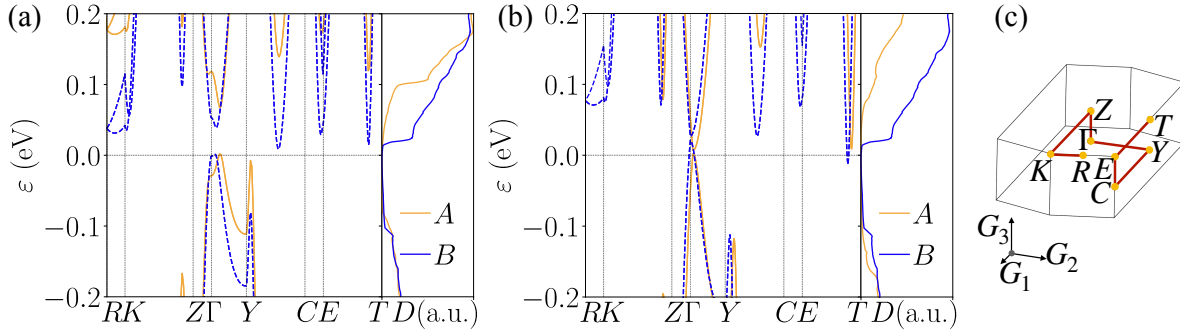 (a)
0.2
0.1
0.0
−0.1
−0.2
ε (eV)
A
B
RK ZΓ Y CE T D(a.u.)
(b)
0.2
0.1
0.0
−0.1
−0.2
ε (eV)
A
B
RK ZΓ Y CE T D(a.u.)
(c)
Z
T
Γ
Y
K R E
C
G3
G2
G1